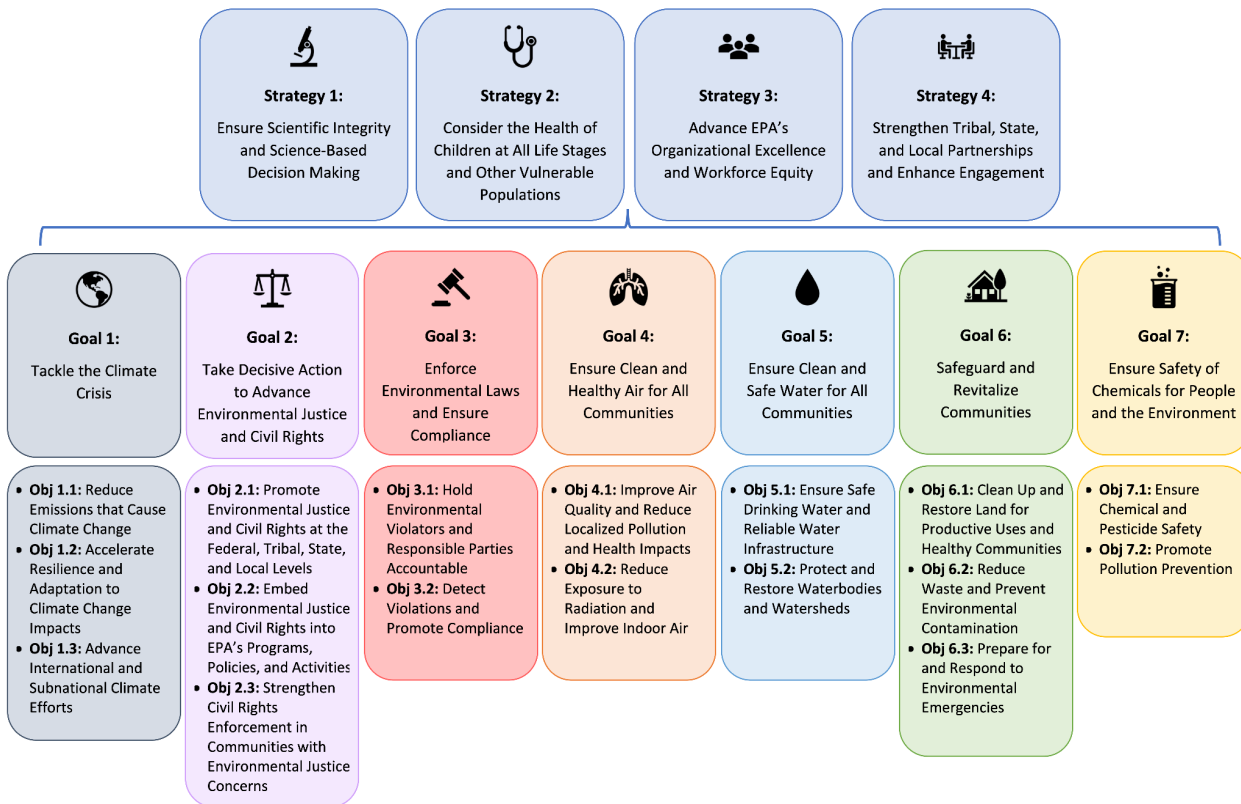 Strategy 1:
Ensure Scientific Integrity
and Science-Based
Decision Making
Strategy 2:
Consider the Health of
Children at All Life Stages
and Other Vulnerable
Populations
Strategy 3:
Advance EPA's
Organizational Excellence
and Workforce Equity
Strategy 4:
Strengthen Tribal, State,
and Local Partnerships
and Enhance Engagement
Goal 1:
Tackle the Climate
Crisis
Goal 2:
Take Decisive Action
to Advance
Environmental Justice
and Civil Rights
Goal 3:
Enforce
Environmental Laws
and Ensure
Compliance
Goal 4:
Ensure Clean and
Healthy Air for All
Communities
Goal 5:
Ensure Clean and
Safe Water for All
Communities
Goal 6:
Safeguard and
Revitalize
Communities
Goal 7:
Ensure Safety of
Chemicals for People
and the Environment
• Obj 1.1: Reduce
Emissions that Cause
Climate Change
• Obj 1.2: Accelerate
Resilience and
Adaptation to
Climate Change
Impacts
• Obj 1.3: Advance
International and
Subnational Climate
Efforts
• Obj 2.1: Promote
Environmental Justice
and Civil Rights at the
Federal, Tribal, State,
and Local Levels
• Obj 2.2: Embed
Environmental Justice
and Civil Rights into
EPA's Programs,
Policies, and Activities
• Obj 2.3: Strengthen
Civil Rights
Enforcement in
Communities with
Environmental Justice
Concerns
• Obj 3.1: Hold
Environmental
Violators and
Responsible Parties
Accountable
• Obj 3.2: Detect
Violations and
Promote Compliance
• Obj 4.1: Improve Air
Quality and Reduce
Localized Pollution
and Health Impacts
• Obj 4.2: Reduce
Exposure to
Radiation and
Improve Indoor Air
• Obj 5.1: Ensure Safe
Drinking Water and
Reliable Water
Infrastructure
• Obj 5.2: Protect and
Restore Waterbodies
and Watersheds
• Obj 6.1: Clean Up and
Restore Land for
Productive Uses and
Healthy Communities
• Obj 6.2: Reduce
Waste and Prevent
Environmental
Contamination
• Obj 6.3: Prepare for
and Respond to
Environmental
Emergencies
• Obj 7.1: Ensure
Chemical and
Pesticide Safety
• Obj 7.2: Promote
Pollution Prevention